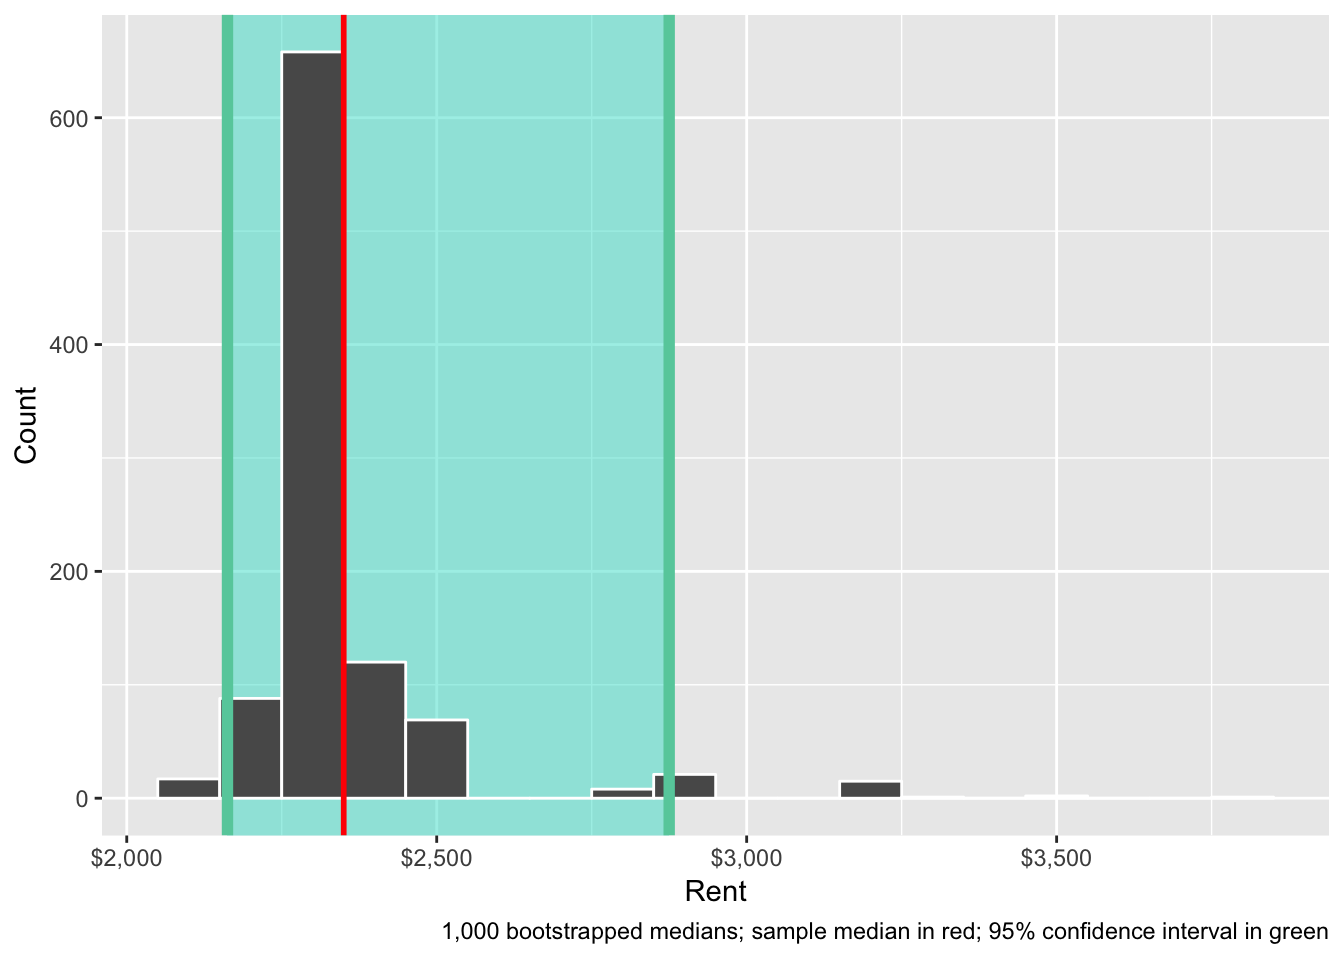 600
400
200
0
Count
$2,000 $2,500 $3,000 $3,500
Rent
1,000 bootstrapped medians; sample median in red; 95% confidence interval in green